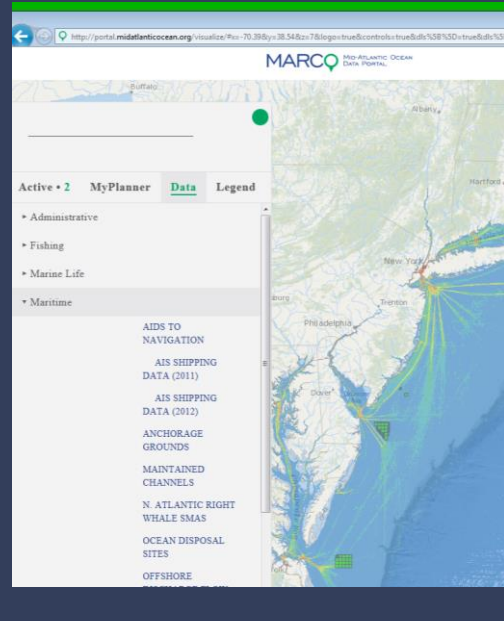 http://portal.midatlanticocean.org/visualize/#x=-70.39&y=38.54&z=7&logo=true&controls=true&dls%5B%5D=true&dls%5
MARCO MID-ATLANTIC OCEAN
DATA PORTAL
Buffalo
Albany
Active • 2 MyPlanner Data Legend
Hartford
▸ Administrative
▸ Fishing
▸ Marine Life
New York
▾ Maritime
Trenton
AIDS TO
NAVIGATION
Philadelphia
AIS SHIPPING
DATA (2011)
Dover
AIS SHIPPING
DATA (2012)
ANCHORAGE
GROUNDS
MAINTAINED
CHANNELS
N. ATLANTIC RIGHT
WHALE SMAS
OCEAN DISPOSAL
SITES
OFFSHORE